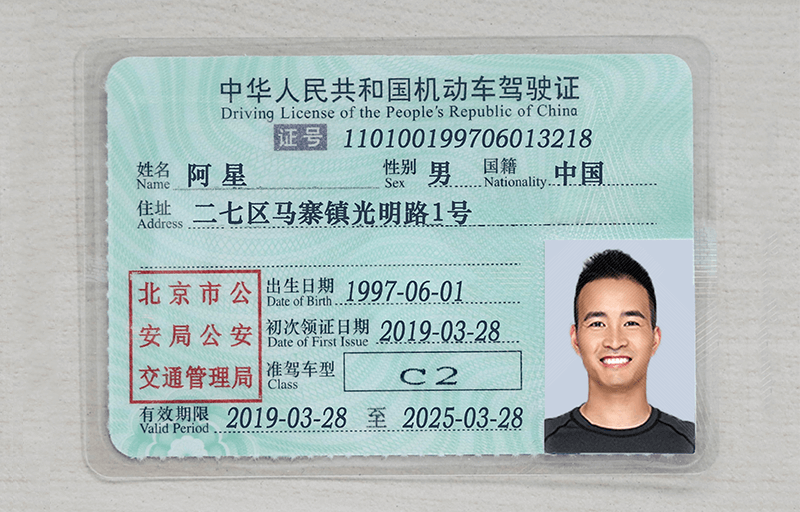 中华人民共和国机动车驾驶证
Driving License of the People's Republic of China
证号 110100199706013218
姓名 阿星 性别 男 国籍 中国
Name Sex Nationality
住址 二七区马寨镇光明路1号
Address
北京市公
安局公安
交通管理局
出生日期 1997-06-01
Date of Birth
初次领证日期 2019-03-28
Date of First Issue
准驾车型 C2
Class
有效期限 2019-03-28 至 2025-03-28
Valid Period